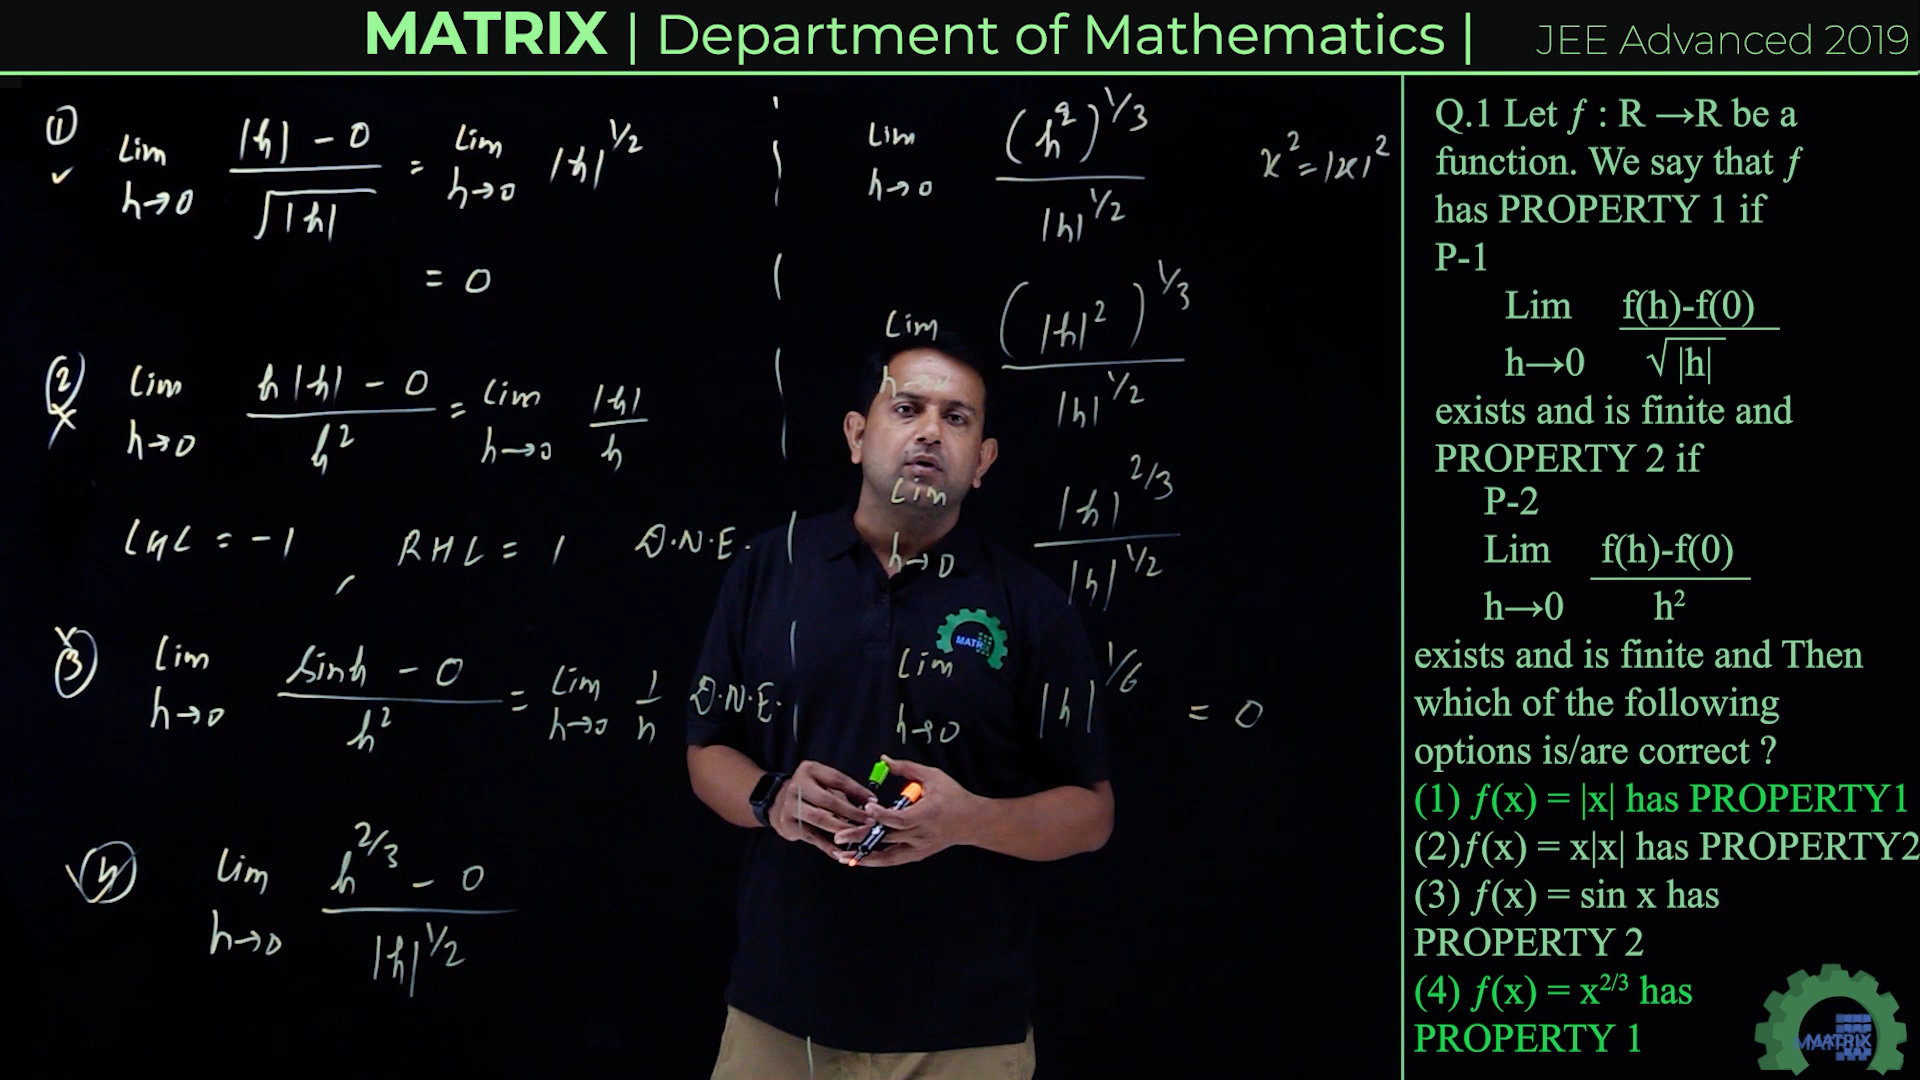 MATRIX | Department of Mathematics | JEE Advanced 2019
① Lim h→0 |h| - 0 / √|h| = Lim h→0 |h|^1/2
= 0
② Lim h→0 h|h| - 0 / h² = Lim h→0 |h| / h
LHL = -1 , RHL = 1 D.N.E.
③ Lim h→0 sinh - 0 / h² = Lim h→0 1 / h D.N.E.
④ Lim h→0 h^2/3 - 0 / |h|^1/2
Lim h→0 (h²)^1/3 / |h|^1/2 x² = |x|²
Lim h→0 (|h|²)^1/3 / |h|^1/2
Lim h→0 |h|^2/3 / |h|^1/2
Lim h→0 |h|^1/6 = 0
MATRIX
Q.1 Let ƒ : R →R be a
function. We say that ƒ
has PROPERTY 1 if
P-1
Lim f(h)-f(0)
h→0 √|h|
exists and is finite and
PROPERTY 2 if
P-2
Lim f(h)-f(0)
h→0 h²
exists and is finite and Then
which of the following
options is/are correct ?
(1) ƒ(x) = |x| has PROPERTY1
(2)ƒ(x) = x|x| has PROPERTY2
(3) ƒ(x) = sin x has
PROPERTY 2
(4) ƒ(x) = x^2/3 has
PROPERTY 1
MATRIX